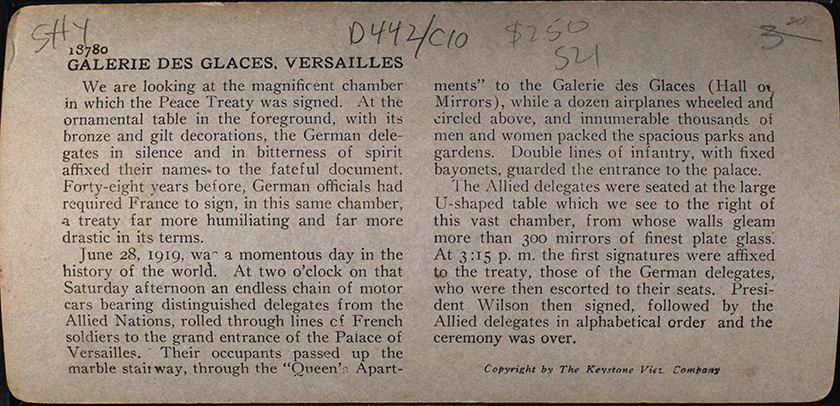 SHY
D442/C10
$250
S21
18780
GALERIE DES GLACES, VERSAILLES
We are looking at the magnificent chamber
in which the Peace Treaty was signed. At the
ornamental table in the foreground, with its
bronze and gilt decorations, the German dele-
gates in silence and in bitterness of spirit
affixed their names to the fateful document.
Forty-eight years before, German officials had
required France to sign, in this same chamber,
a treaty far more humiliating and far more
drastic in its terms.
June 28, 1919, was a momentous day in the
history of the world. At two o'clock on that
Saturday afternoon an endless chain of motor
cars bearing distinguished delegates from the
Allied Nations, rolled through lines of French
soldiers to the grand entrance of the Palace of
Versailles. Their occupants passed up the
marble stairway, through the "Queen's Apart-
ments" to the Galerie des Glaces (Hall of
Mirrors), while a dozen airplanes wheeled and
circled above, and innumerable thousands of
men and women packed the spacious parks and
gardens. Double lines of infantry, with fixed
bayonets, guarded the entrance to the palace.
The Allied delegates were seated at the large
U-shaped table which we see to the right of
this vast chamber, from whose walls gleam
more than 300 mirrors of finest plate glass.
At 3:15 p. m. the first signatures were affixed
to the treaty, those of the German delegates,
who were then escorted to their seats. Presi-
dent Wilson then signed, followed by the
Allied delegates in alphabetical order and the
ceremony was over.
Copyright by The Keystone View Company